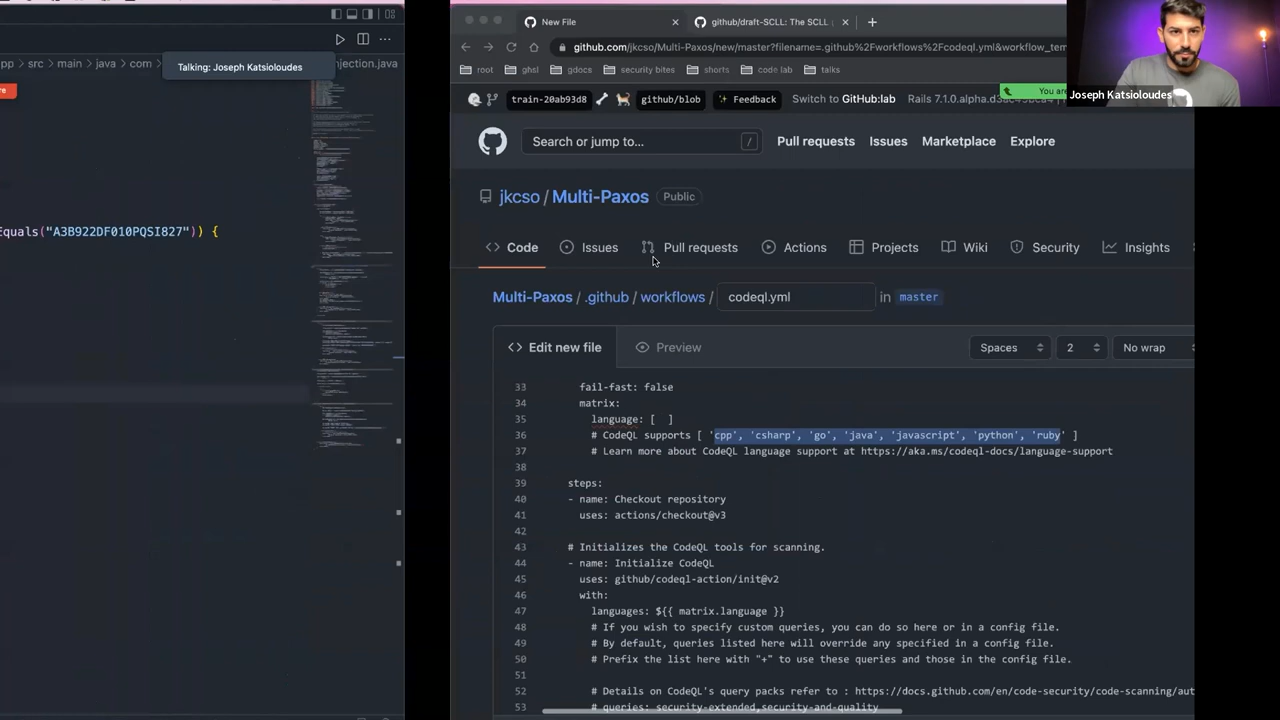 pp › src › main › java › com ›
Talking: Joseph Katsioloudes
njection.java
re
Equals("A3B922DF010PQSI827")) {
New File
github/draft-SCLL: The SCLL
github.com/jkcso/Multi-Paxos/new/master?filename=.github%2Fworkflows%2Fcodeql.yml&workflow_tem
root
ghsl
gdocs
security bites
shorts
code lab
talks
You are
Joseph Katsioloudes
train-20ab93d8
github/blob
Feedback
Switch to GitHub:lab
Search or jump to...
/
Pull requests
Issues
Marketplace
Explore
jkcso / Multi-Paxos
Public
Code
Issues
Pull requests
Actions
Projects
Wiki
Security
Insights
Multi-Paxos / .github / workflows / codeql.yml in master
Edit new file
Preview
Spaces
2
No wrap
33 fail-fast: false
34 matrix:
35 language: [ ]
36 # CodeQL supports [ 'cpp', 'csharp', 'go', 'java', 'javascript', 'python', 'ruby' ]
37 # Learn more about CodeQL language support at https://aka.ms/codeql-docs/language-support
38
39 steps:
40 - name: Checkout repository
41 uses: actions/checkout@v3
42
43 # Initializes the CodeQL tools for scanning.
44 - name: Initialize CodeQL
45 uses: github/codeql-action/init@v2
46 with:
47 languages: ${{ matrix.language }}
48 # If you wish to specify custom queries, you can do so here or in a config file.
49 # By default, queries listed here will override any specified in a config file.
50 # Prefix the list here with "+" to use these queries and those in the config file.
51
52 # Details on CodeQL's query packs refer to : https://docs.github.com/en/code-security/code-scanning/aut
53 # queries: security-extended,security-and-quality